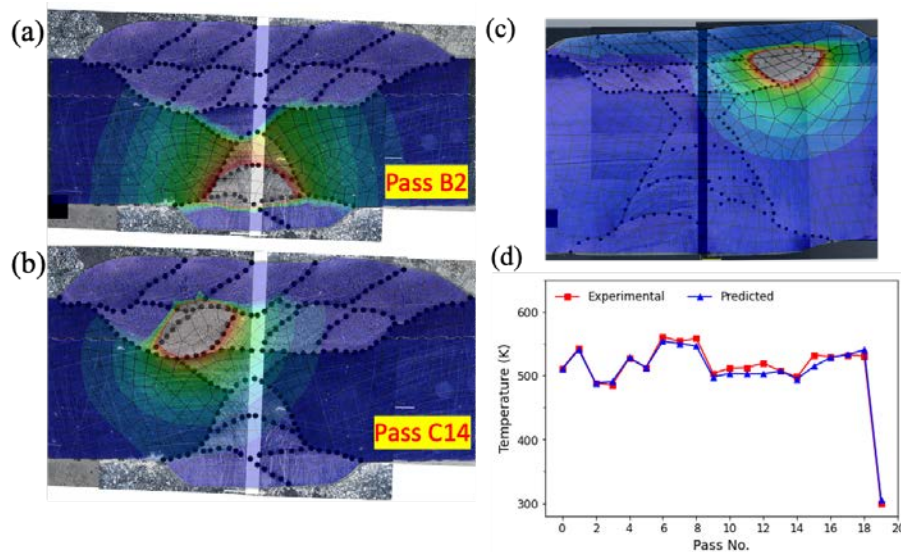 (a)
Pass B2
(b)
Pass C14
(c)
(d)
Experimental
Predicted
Temperature (K)
600
500
400
300
0 2 4 6 8 10 12 14 16 18 20
Pass No.